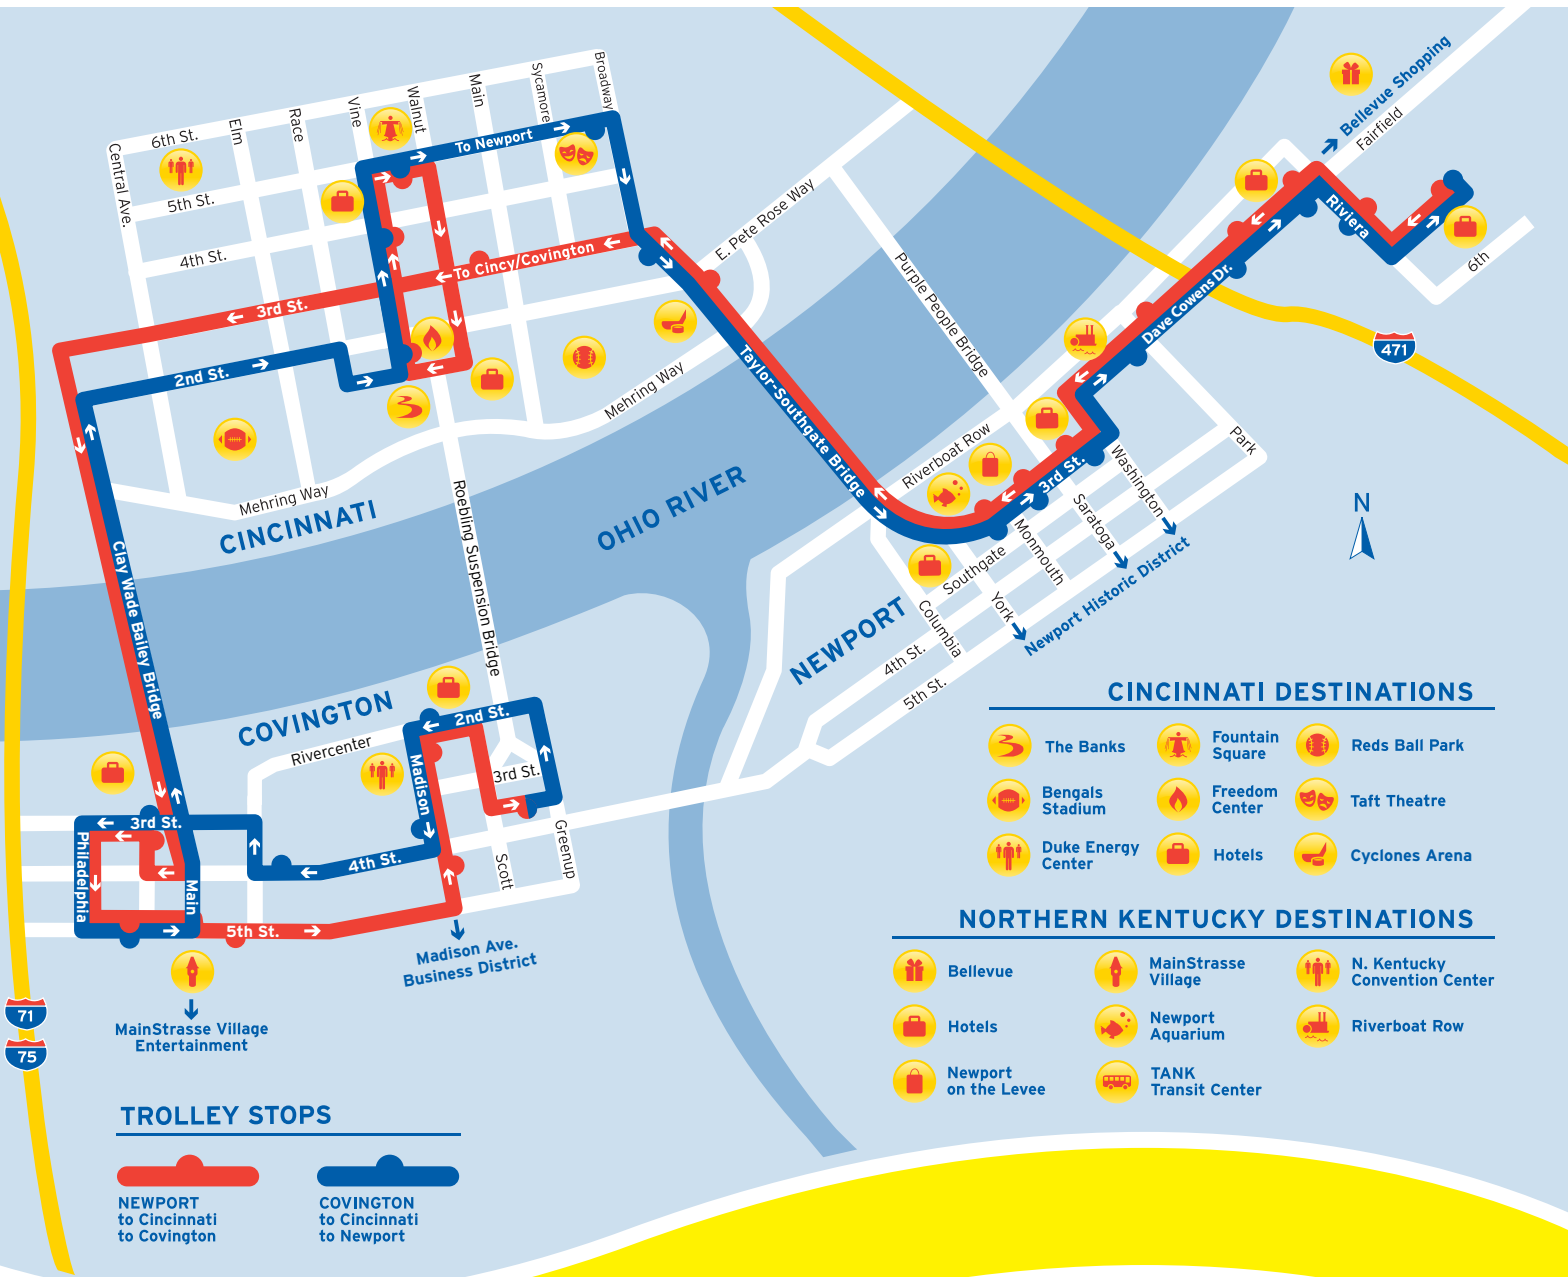 Broadway
Sycamore
Main
Walnut
Vine
Race
Elm
6th St.
Central Ave.
5th St.
4th St.
To Newport
Bellevue Shopping
Fairfield
Riviera
6th
471
Dave Cowens Dr.
E. Pete Rose Way
Purple People Bridge
To Cincy/Covington
3rd St.
2nd St.
Mehring Way
Mehring Way
Taylor-Southgate Bridge
Riverboat Row
Park
Washington
3rd St.
Saratoga
Monmouth
Southgate
York
Columbia
Newport Historic District
N
CINCINNATI
OHIO RIVER
Roebling Suspension Bridge
Clay Wade Bailey Bridge
NEWPORT
4th St.
5th St.
COVINGTON
Rivercenter
2nd St.
3rd St.
Madison
Greenup
Scott
3rd St.
4th St.
Philadelphia
Main
5th St.
Madison Ave.
Business District
MainStrasse Village
Entertainment
71
75
CINCINNATI DESTINATIONS
The Banks
Fountain
Square
Reds Ball Park
Bengals
Stadium
Freedom
Center
Taft Theatre
Duke Energy
Center
Hotels
Cyclones Arena
NORTHERN KENTUCKY DESTINATIONS
Bellevue
MainStrasse
Village
N. Kentucky
Convention Center
Hotels
Newport
Aquarium
Riverboat Row
Newport
on the Levee
TANK
Transit Center
TROLLEY STOPS
NEWPORT
to Cincinnati
to Covington
COVINGTON
to Cincinnati
to Newport